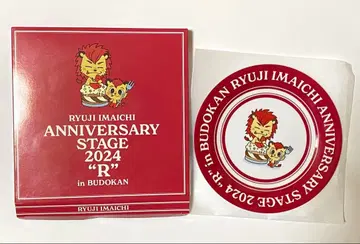 RYUJI IMAICHI
ANNIVERSARY
STAGE
2024
"R"
in BUDOKAN
RYUJI IMAICHI
RYUJI IMAICHI ANNIVERSARY STAGE 2024 "R" in BUDOKAN